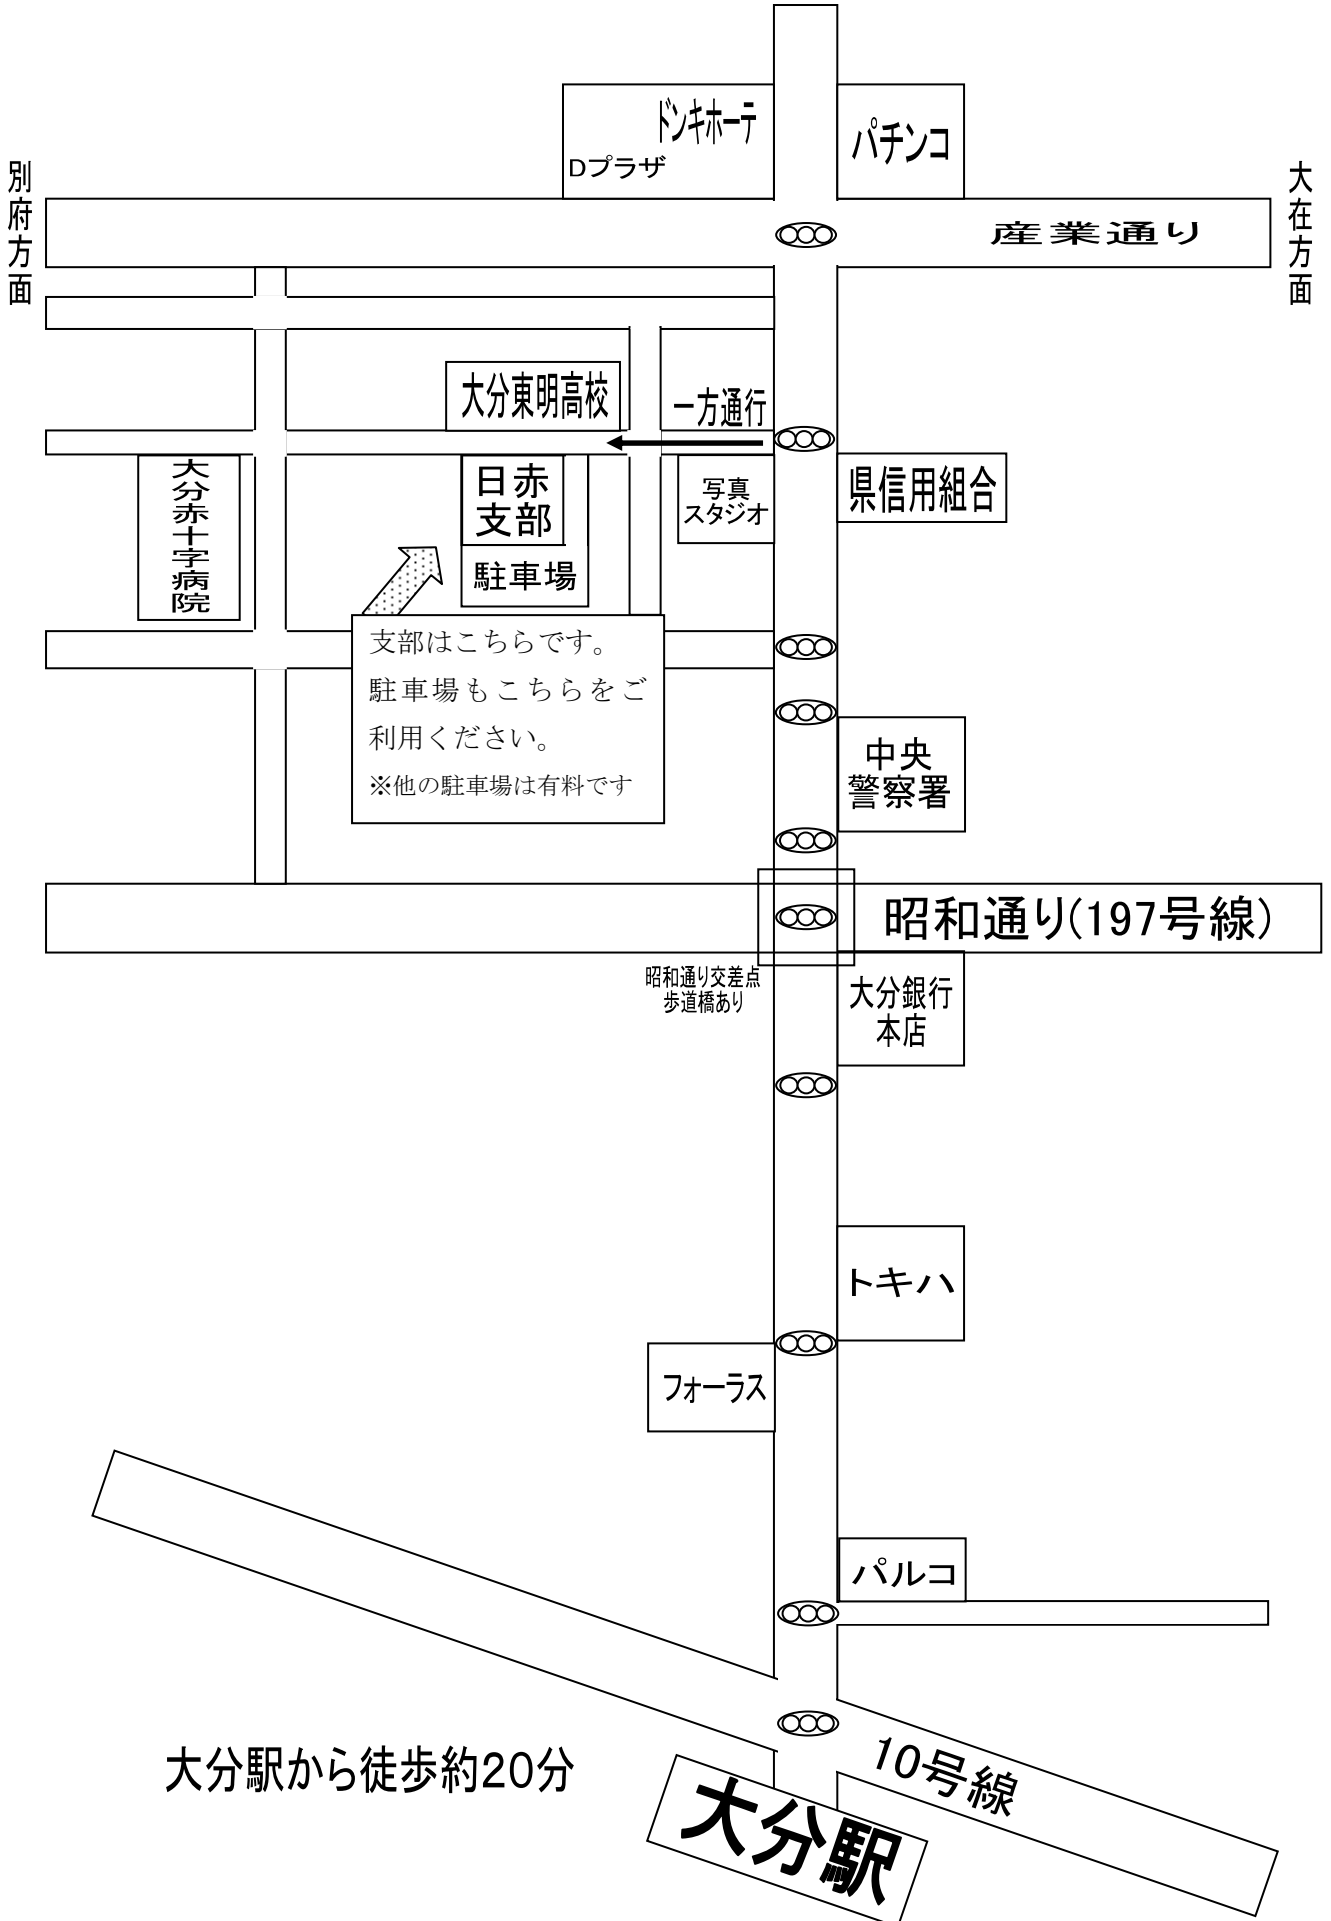 ドンキホーテ
Dプラザ
パチンコ
別府方面
大在方面
産業通り
大分東明高校
一方通行
大分赤十字病院
日赤
支部
駐車場
写真
スタジオ
県信用組合
支部はこちらです。
駐車場もこちらをご
利用ください。
※他の駐車場は有料です
中央
警察署
昭和通り(197号線)
昭和通り交差点
歩道橋あり
大分銀行
本店
トキハ
フォーラス
パルコ
10号線
大分駅から徒歩約20分
大分駅